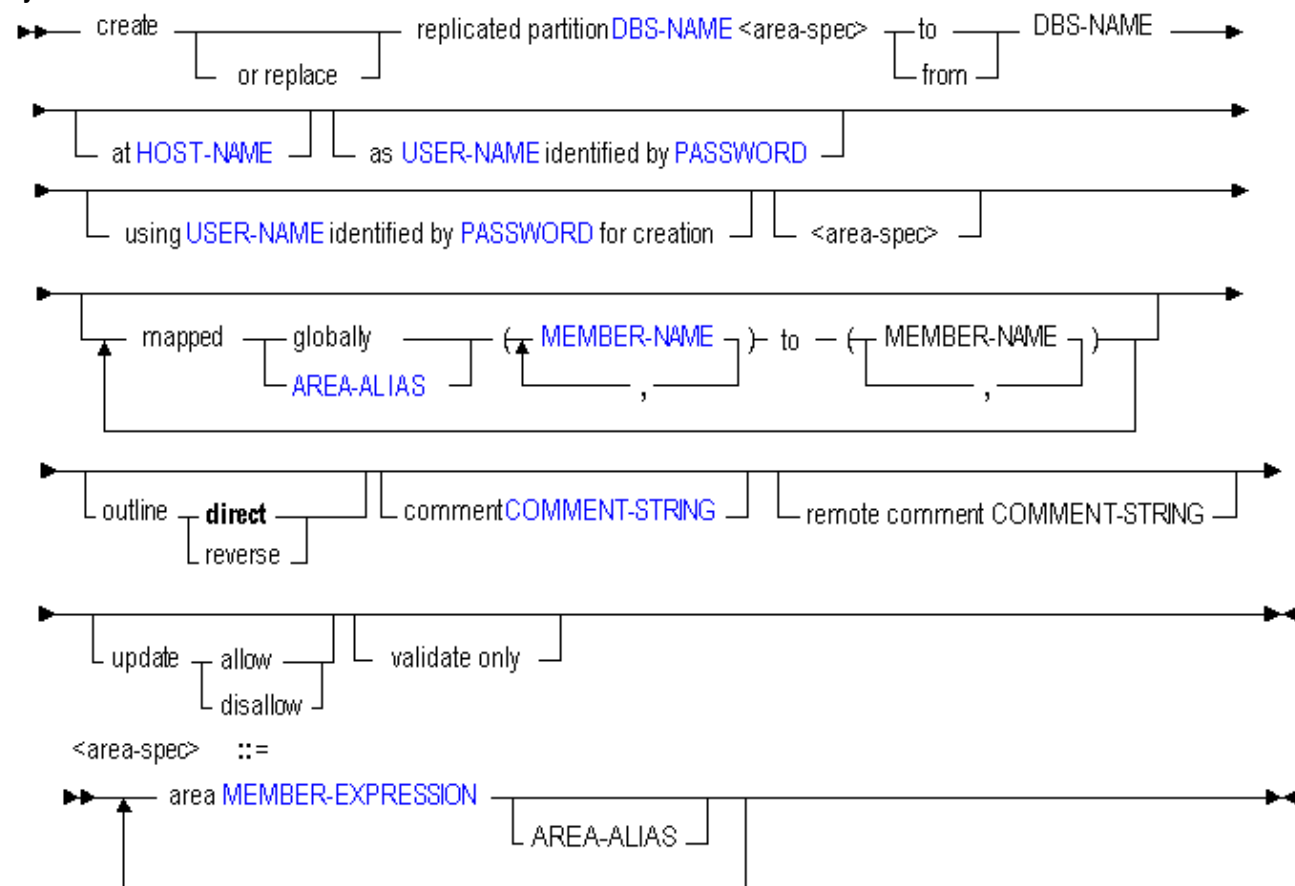 create replicated partition DBS-NAME <area-spec> to DBS-NAME
or replace from
at HOST-NAME as USER-NAME identified by PASSWORD
using USER-NAME identified by PASSWORD for creation <area-spec>
mapped globally ( MEMBER-NAME ) to ( MEMBER-NAME )
AREA-ALIAS , ,
outline direct comment COMMENT-STRING remote comment COMMENT-STRING
reverse
update allow validate only
disallow
<area-spec> ::=
area MEMBER-EXPRESSION
AREA-ALIAS